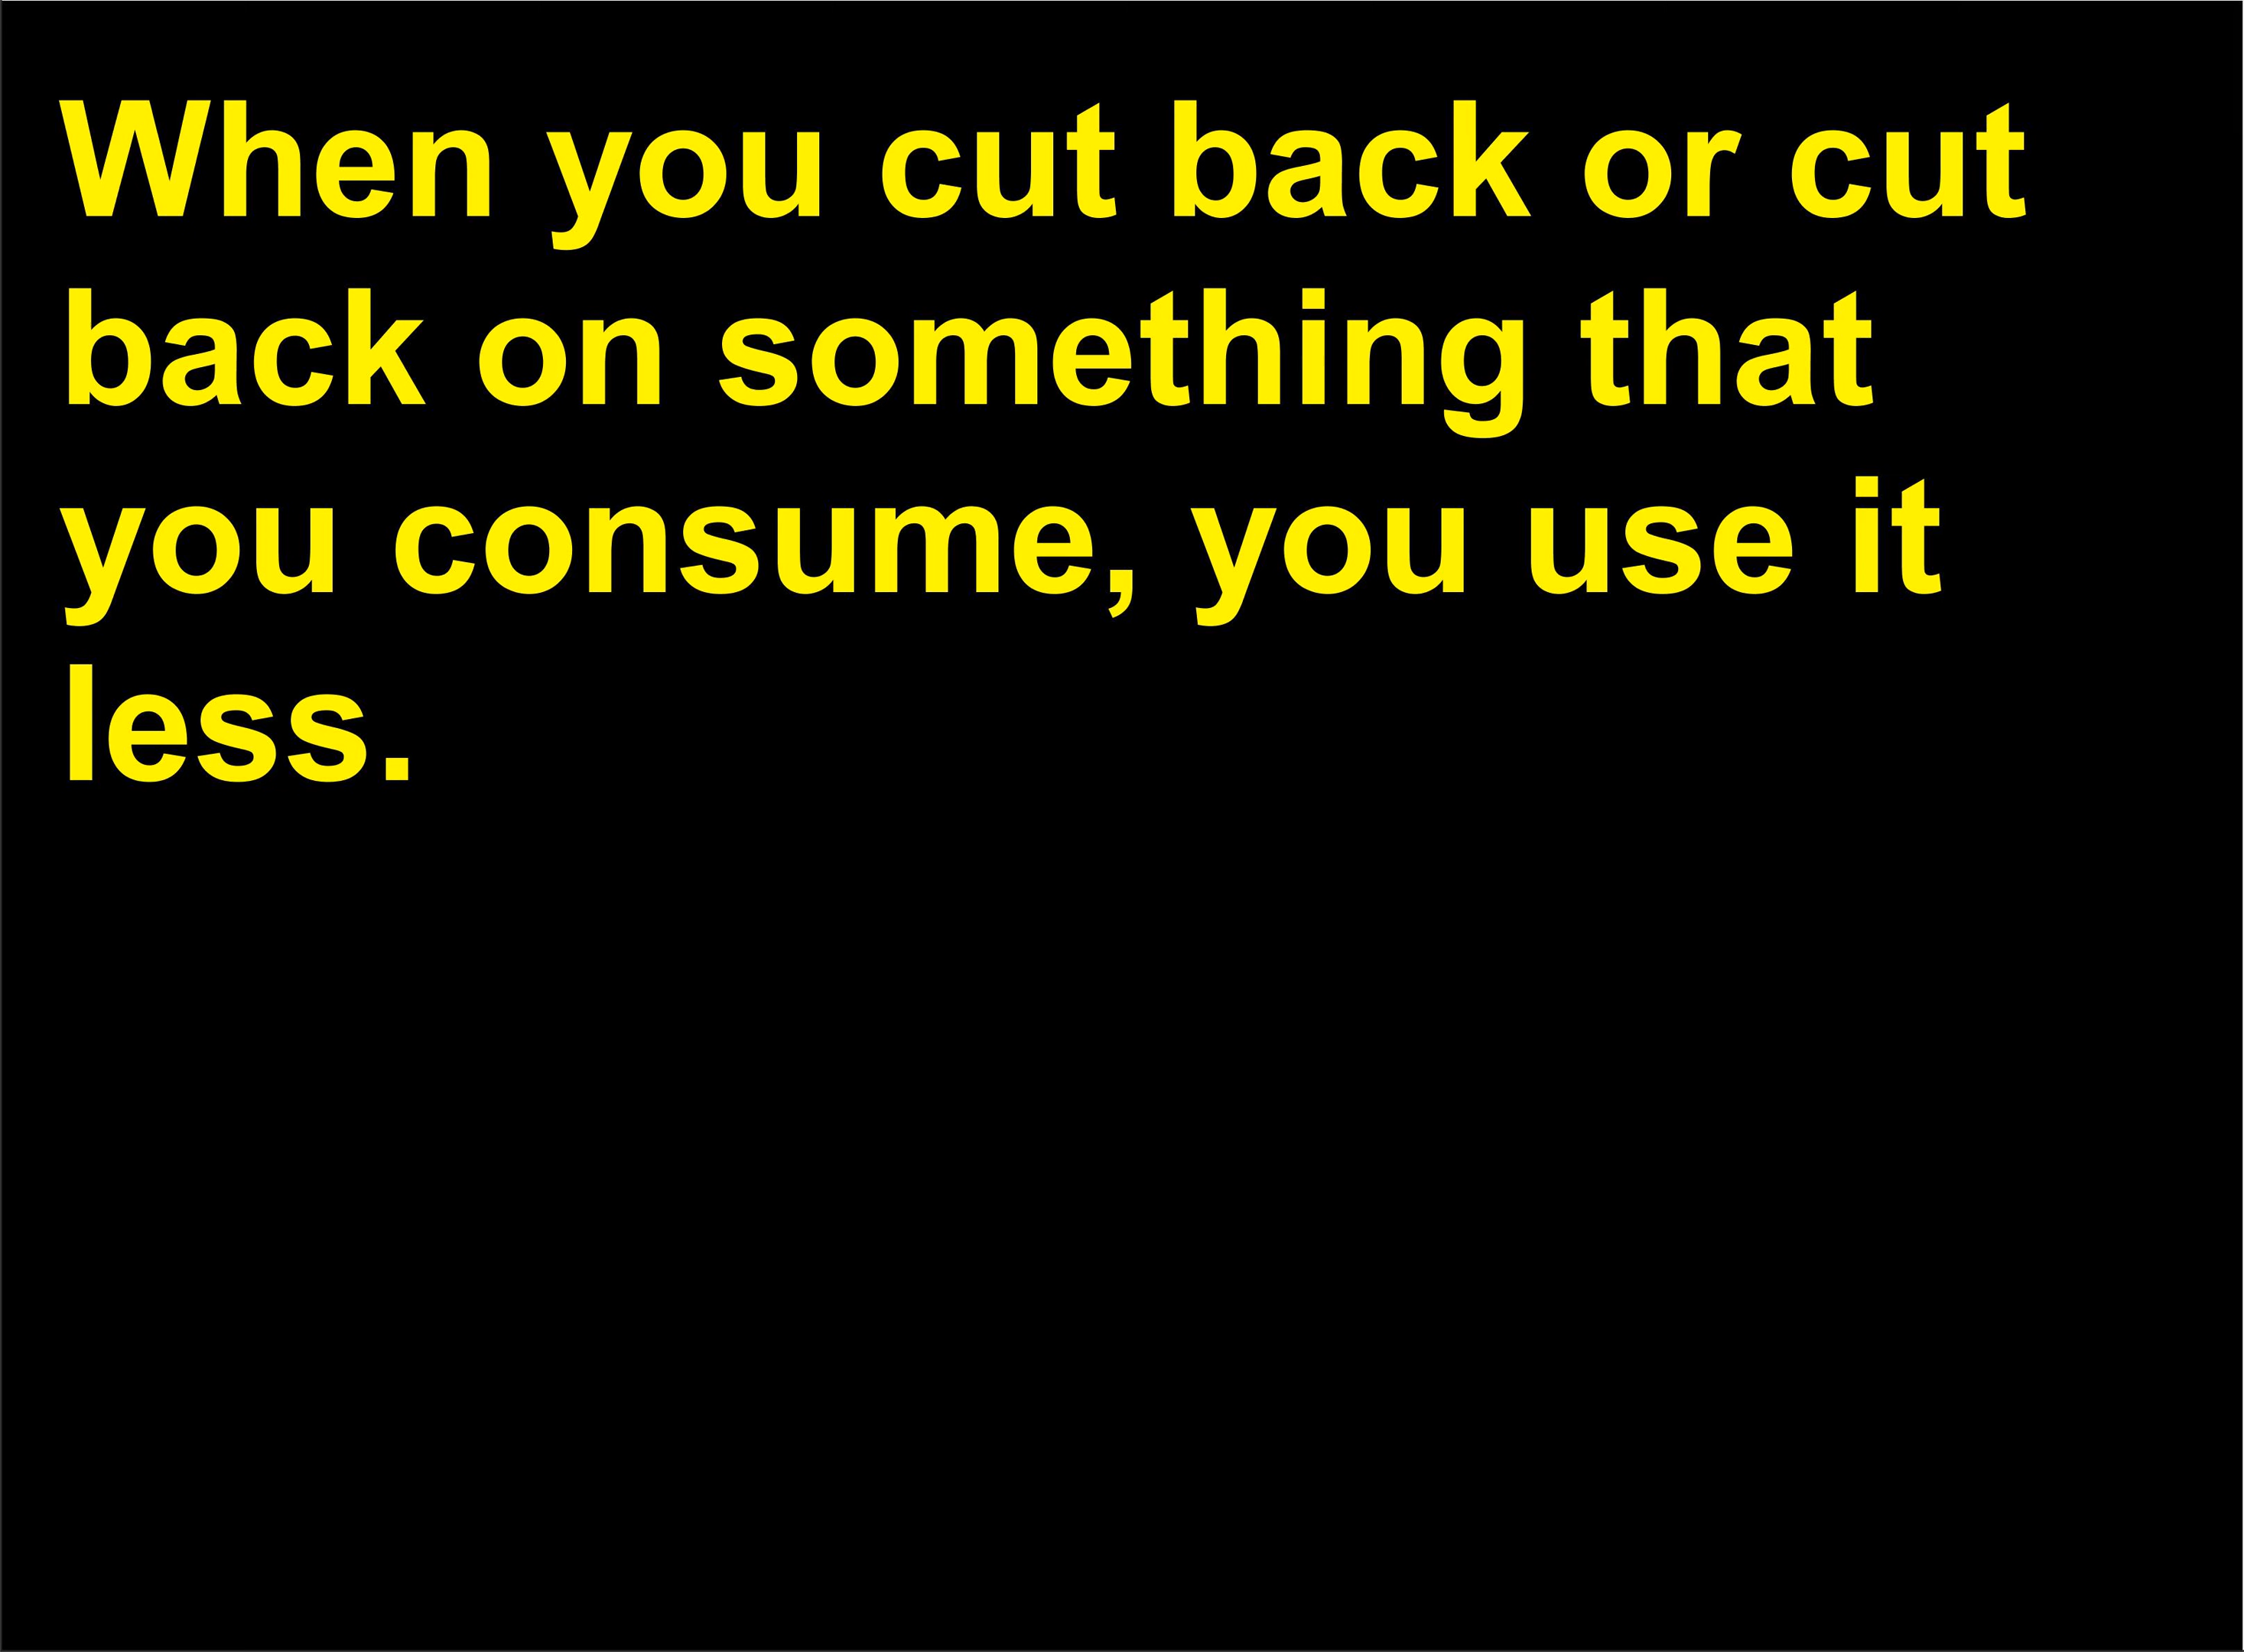 When you cut back or cut
back on something that
you consume, you use it
less.